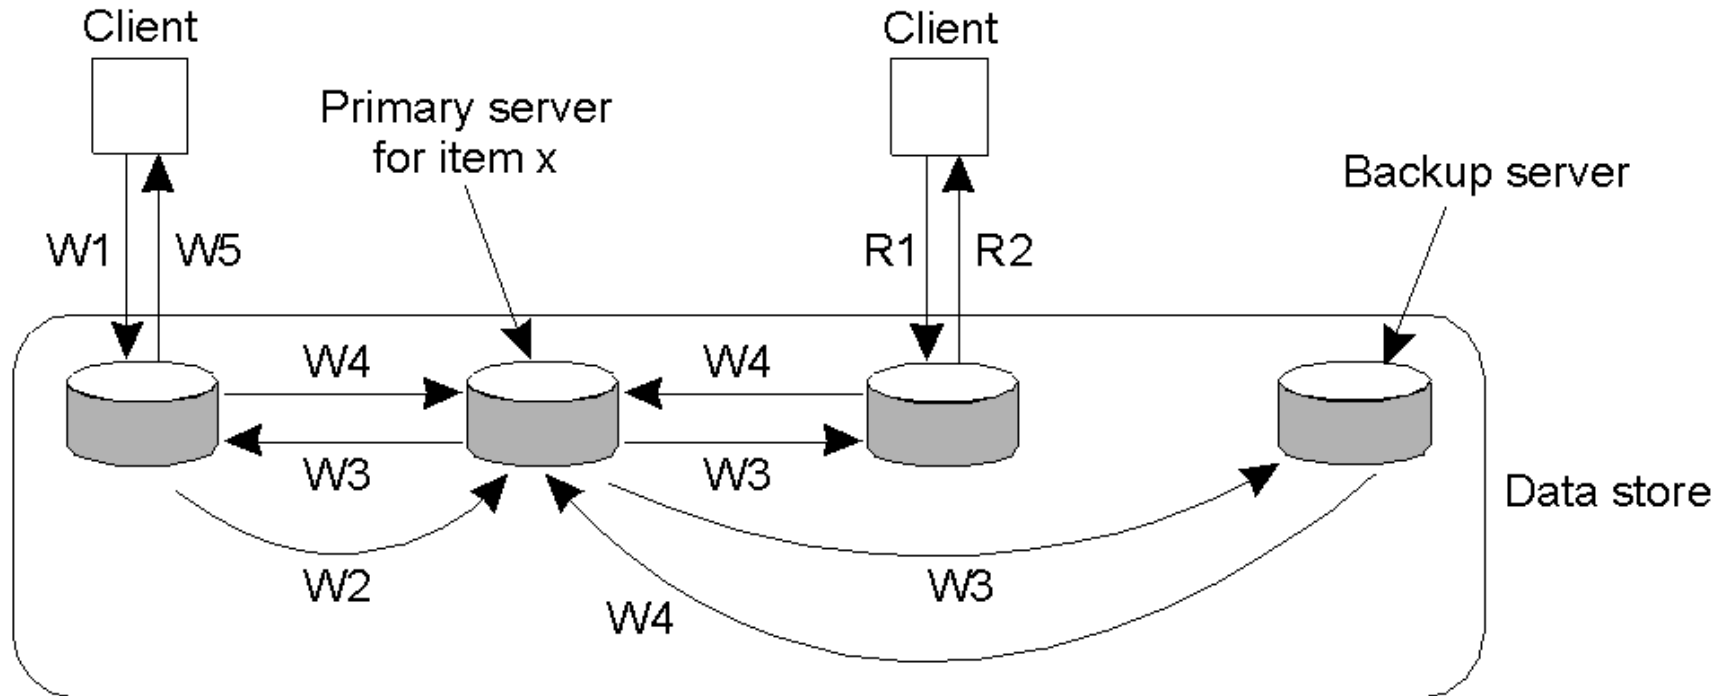 Client
Client
Primary server
for item x
Backup server
W1
W5
R1
R2
W4
W4
W3
W3
Data store
W2
W3
W4